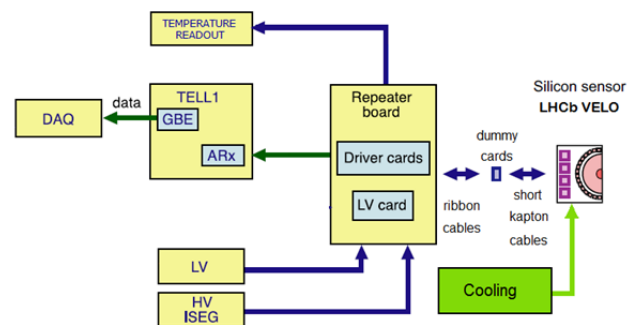 TEMPERATURE
READOUT
TELL1
GBE
ARx
data
DAQ
Repeater
board
Driver cards
LV card
Silicon sensor
LHCb VELO
dummy
cards
ribbon
cables
short
kapton
cables
LV
HV
ISEG
Cooling